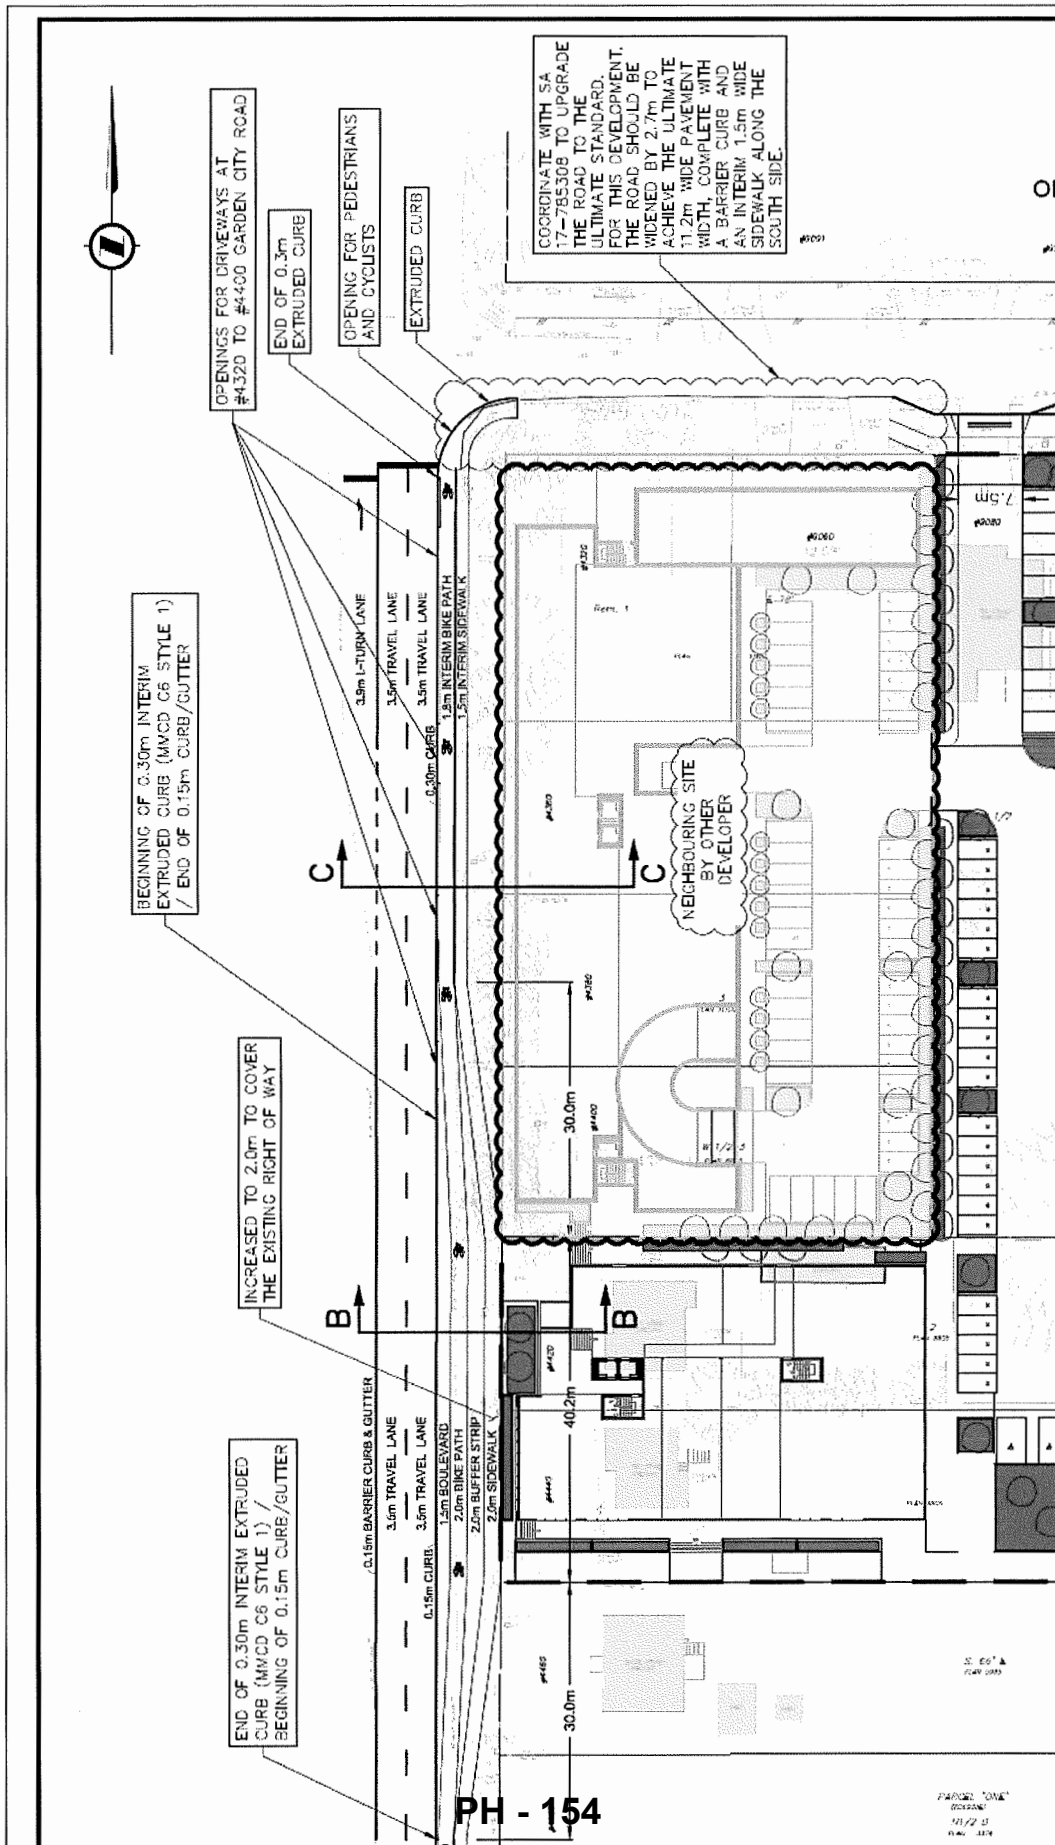 COORDINATE WITH SA
17-785308 TO UPGRADE
THE ROAD TO THE
ULTIMATE STANDARD.
FOR THIS DEVELOPMENT,
THE ROAD SHOULD BE
WIDENED BY 2.7m TO
ACHIEVE THE ULTIMATE
11.2m WIDE PAVEMENT
WIDTH, COMPLETE WITH
A BARRIER CURB AND
AN INTERIM 1.5m WIDE
SIDEWALK ALONG THE
SOUTH SIDE.
OPENINGS FOR DRIVEWAYS AT
#4320 TO #4400 GARDEN CITY ROAD
END OF 0.3m
EXTRUDED CURB
OPENING FOR PEDESTRIANS
AND CYCLISTS
EXTRUDED CURB
BEGINNING OF 0.30m INTERIM
EXTRUDED CURB (MMCD C6 STYLE 1)
/ END OF 0.15m CURB/GUTTER
3.9m L-TURN LANE
3.5m TRAVEL LANE
3.5m TRAVEL LANE
0.30m CURB
1.8m INTERIM BIKE PATH
1.5m INTERIM SIDEWALK
7.5m
#9080
#9060
#4320
#4360
#4380
#4400
C
C
NEIGHBOURING SITE
BY OTHER
DEVELOPER
30.0m
INCREASED TO 2.0m TO COVER
THE EXISTING RIGHT OF WAY
B
B
0.15m BARRIER CURB & GUTTER
3.5m TRAVEL LANE
3.5m TRAVEL LANE
0.15m CURB
1.5m BOULEVARD
2.0m BIKE PATH
2.0m BUFFER STRIP
2.0m SIDEWALK
#4420
40.2m
#4440
END OF 0.30m INTERIM EXTRUDED
CURB (MMCD C6 STYLE 1) /
BEGINNING OF 0.15m CURB/GUTTER
#4460
30.0m
PARCEL "ONE"
PH - 154